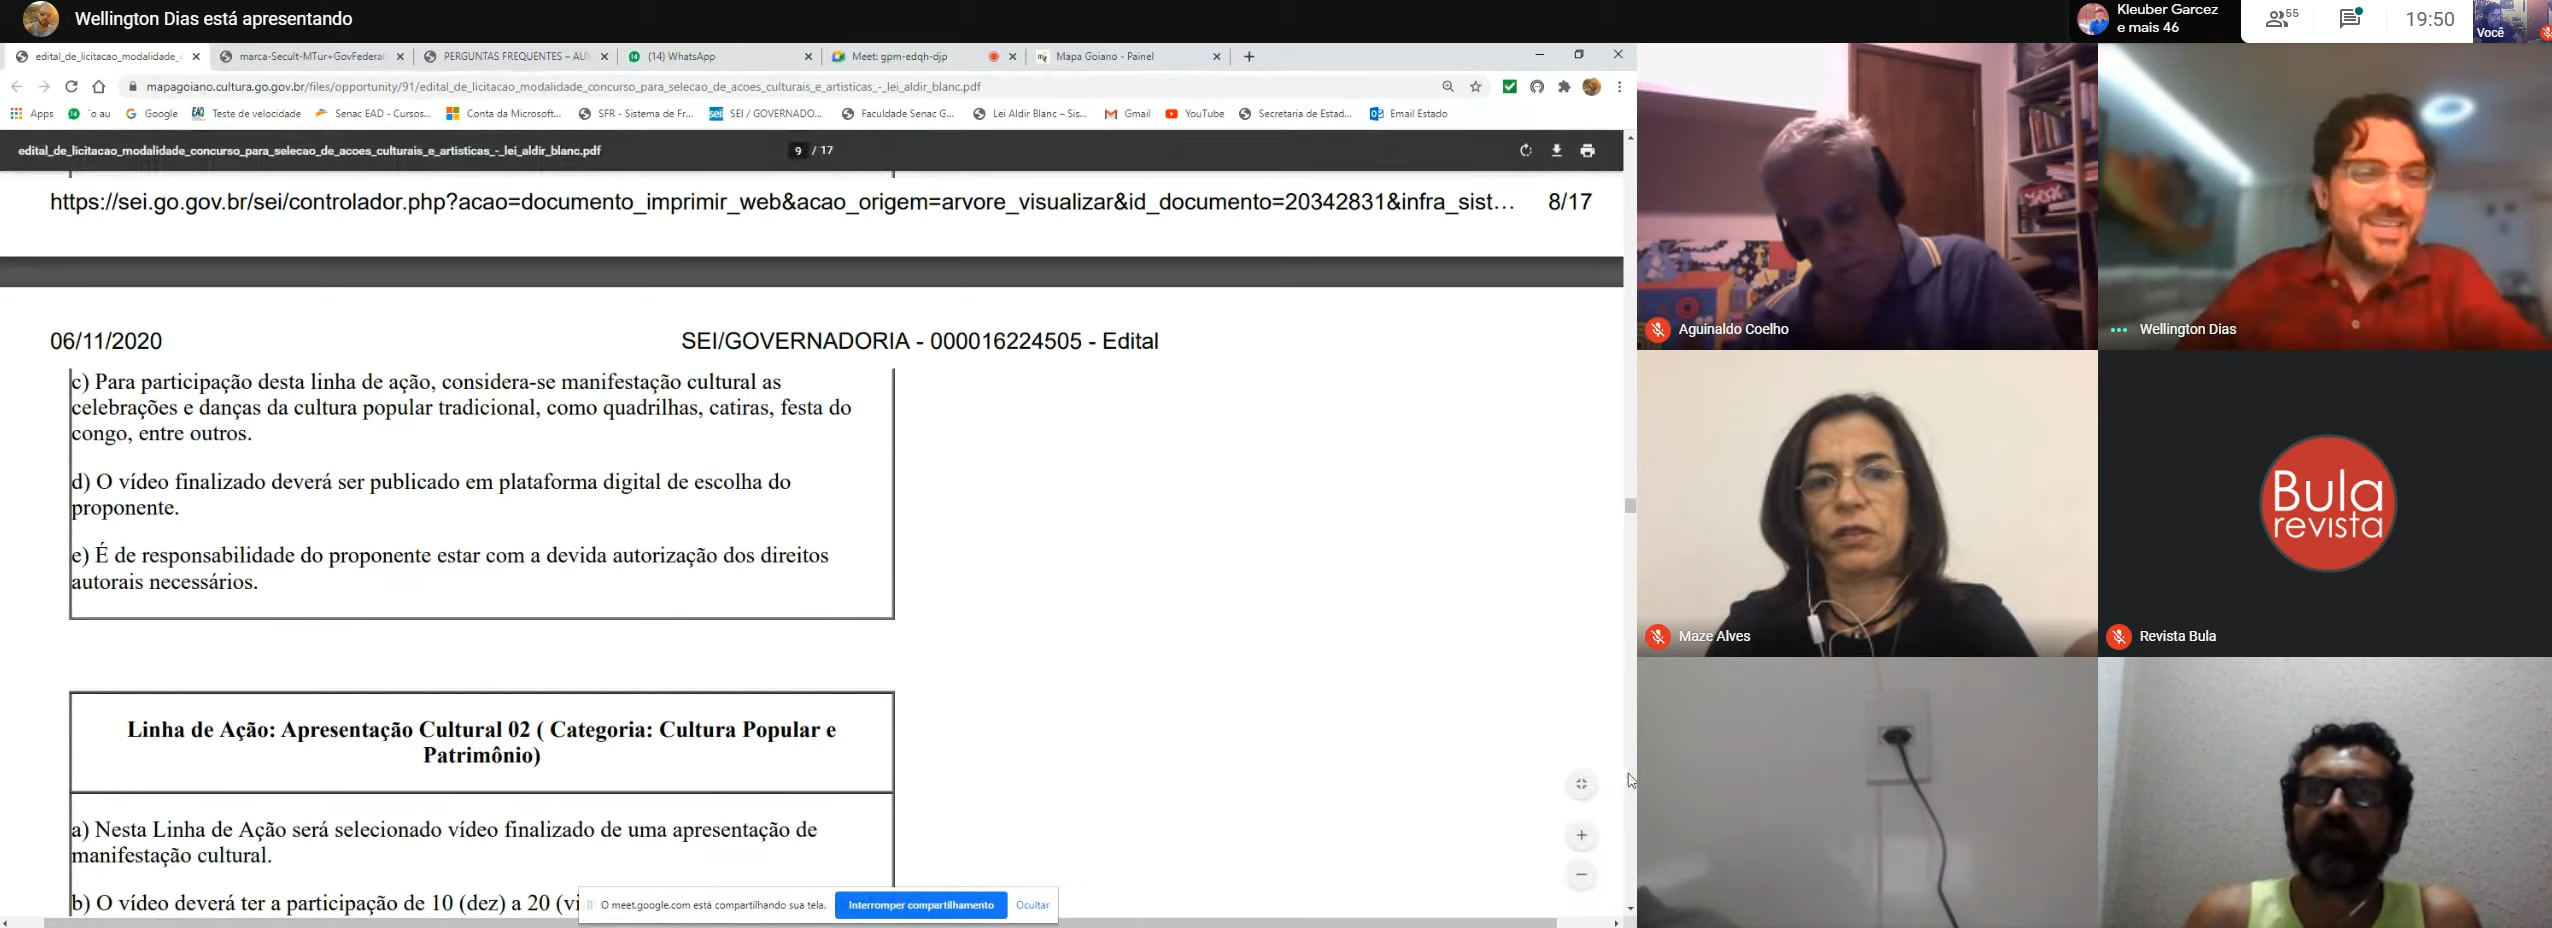 Wellington Dias está apresentando
Kleuber Garcez
e mais 46
55
19:50
Você
edital_de_licitacao_modalidade_c
marca-Secult-MTur+GovFederal
PERGUNTAS FREQUENTES – AUX
(14) WhatsApp
Meet: gpm-edqh-djp
Mapa Goiano - Painel
mapagoiano.cultura.go.gov.br/files/opportunity/91/edital_de_licitacao_modalidade_concurso_para_selecao_de_acoes_culturais_e_artisticas_-_lei_aldir_blanc.pdf
Apps
Google
Teste de velocidade
Senac EAD - Cursos...
Conta da Microsoft...
SFR - Sistema de Fr...
SEI / GOVERNADO...
Faculdade Senac G...
Lei Aldir Blanc – Sis...
Gmail
YouTube
Secretaria de Estad...
Email Estado
edital_de_licitacao_modalidade_concurso_para_selecao_de_acoes_culturais_e_artisticas_-_lei_aldir_blanc.pdf
9 / 17
https://sei.go.gov.br/sei/controlador.php?acao=documento_imprimir_web&acao_origem=arvore_visualizar&id_documento=20342831&infra_sist… 8/17
06/11/2020 SEI/GOVERNADORIA - 000016224505 - Edital
c) Para participação desta linha de ação, considera-se manifestação cultural as
celebrações e danças da cultura popular tradicional, como quadrilhas, catiras, festa do
congo, entre outros.
d) O vídeo finalizado deverá ser publicado em plataforma digital de escolha do
proponente.
e) É de responsabilidade do proponente estar com a devida autorização dos direitos
autorais necessários.
Linha de Ação: Apresentação Cultural 02 ( Categoria: Cultura Popular e
Patrimônio)
a) Nesta Linha de Ação será selecionado vídeo finalizado de uma apresentação de
manifestação cultural.
b) O vídeo deverá ter a participação de 10 (dez) a 20 (vi
O meet.google.com está compartilhando sua tela.
Interromper compartilhamento
Ocultar
Aguinaldo Coelho
Wellington Dias
Maze Alves
Bula
revista
Revista Bula